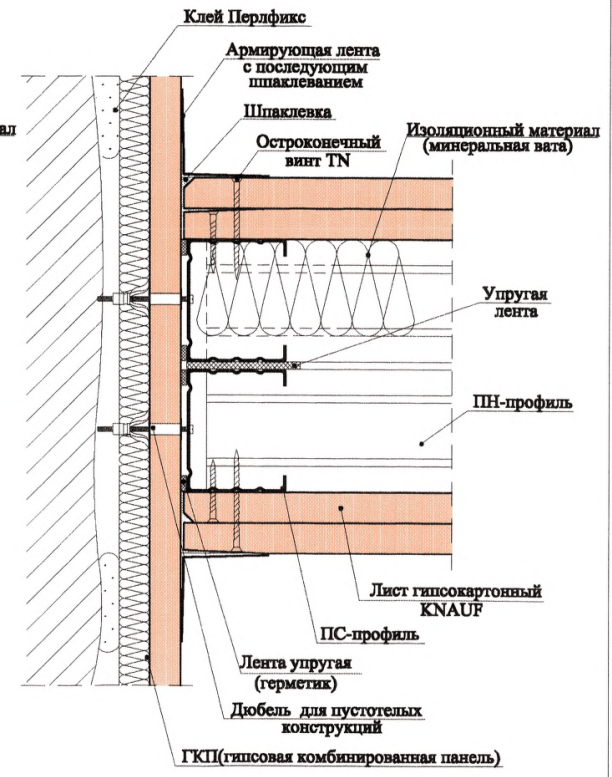 Клей Перлфикс
Армирующая лента
с последующим
шпаклеванием
ал
Шпаклевка
Остроконечный
винт TN
Изоляционный материал
(минеральная вата)
Упругая
лента
ПН-профиль
Лист гипсокартонный
KNAUF
ПС-профиль
Лента упругая
(герметик)
Дюбель для пустотелых
конструкций
ГКП(гипсовая комбинированная панель)